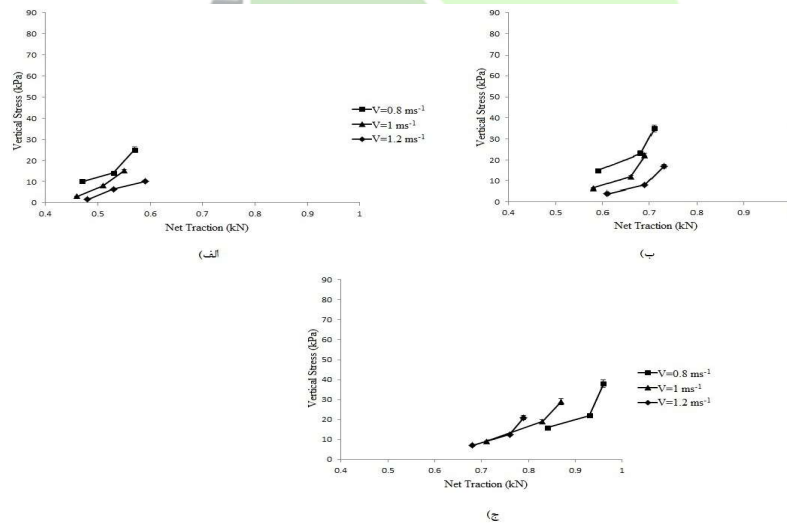 90
80
70
60
50
40
30
20
10
0
Vertical Stress (kPa)
0.4 0.5 0.6 0.7 0.8 0.9 1
Net Traction (kN)
V=0.8 ms⁻¹
V=1 ms⁻¹
V=1.2 ms⁻¹
الف)
90
80
70
60
50
40
30
20
10
0
Vertical Stress (kPa)
0.4 0.5 0.6 0.7 0.8 0.9
Net Traction (kN)
ب)
90
80
70
60
50
40
30
20
10
0
Vertical Stress (kPa)
0.4 0.5 0.6 0.7 0.8 0.9 1
Net Traction (kN)
V=0.8 ms⁻¹
V=1 ms⁻¹
V=1.2 ms⁻¹
ج)